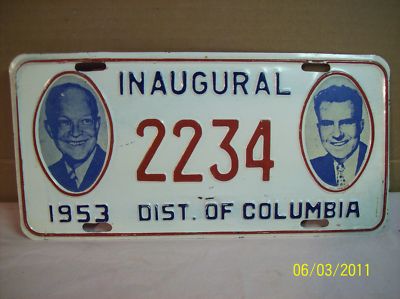 INAUGURAL
2234
1953 DIST. OF COLUMBIA
06/03/2011